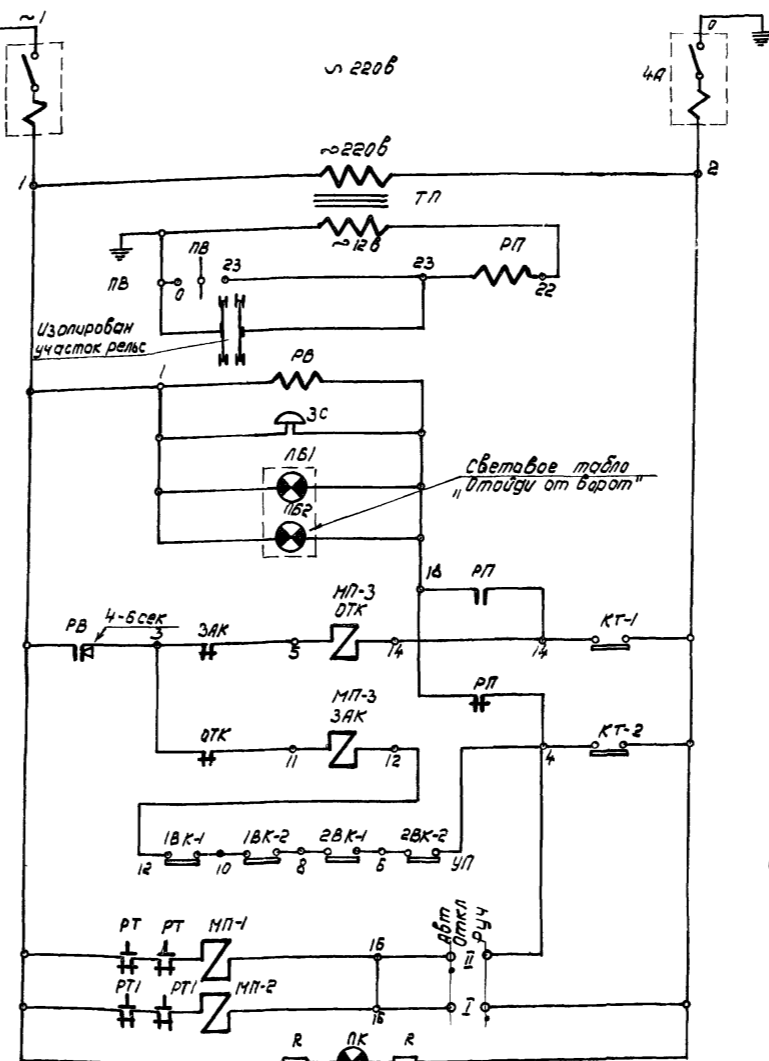 ~1
0
∽ 220в
4А
~220в
1
2
ТП
~12в
ПВ
РП
ПВ
0
23
23
22
Изолирован
участок рельс
1
РВ
ЗС
ЛБ1
ЛБ2
Световое табло
„Отойди от ворот"
18
РП
МП-3
ОТК
РВ
4-6сек
3
ЗАК
5
14
14
КТ-1
РП
МП-3
ЗАК
ОТК
11
12
4
КТ-2
12
1ВК-1
10
1ВК-2
8
2ВК-1
6
2ВК-2
УП
Авт
Откл
Руч
РТ
РТ
МП-1
16
II
РТ1
РТ1
МП-2
16
I
R
ЛК
R